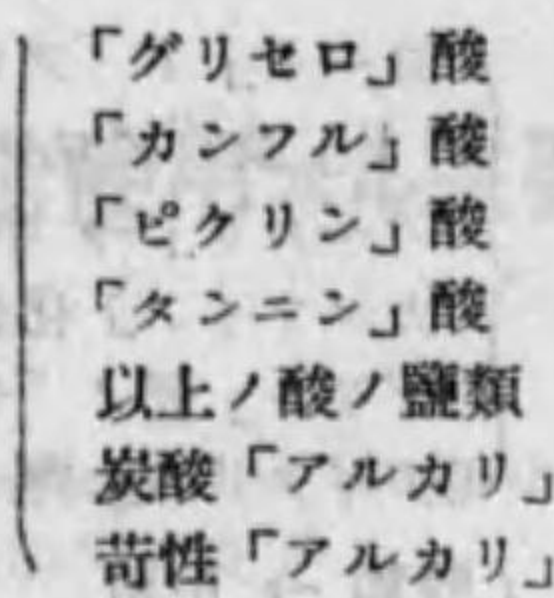 「グリセロ」酸
「カンフル」酸
「ピクリン」酸
「タンニン」酸
以上ノ酸ノ鹽類
炭酸「アルカリ」
苛性「アルカリ」